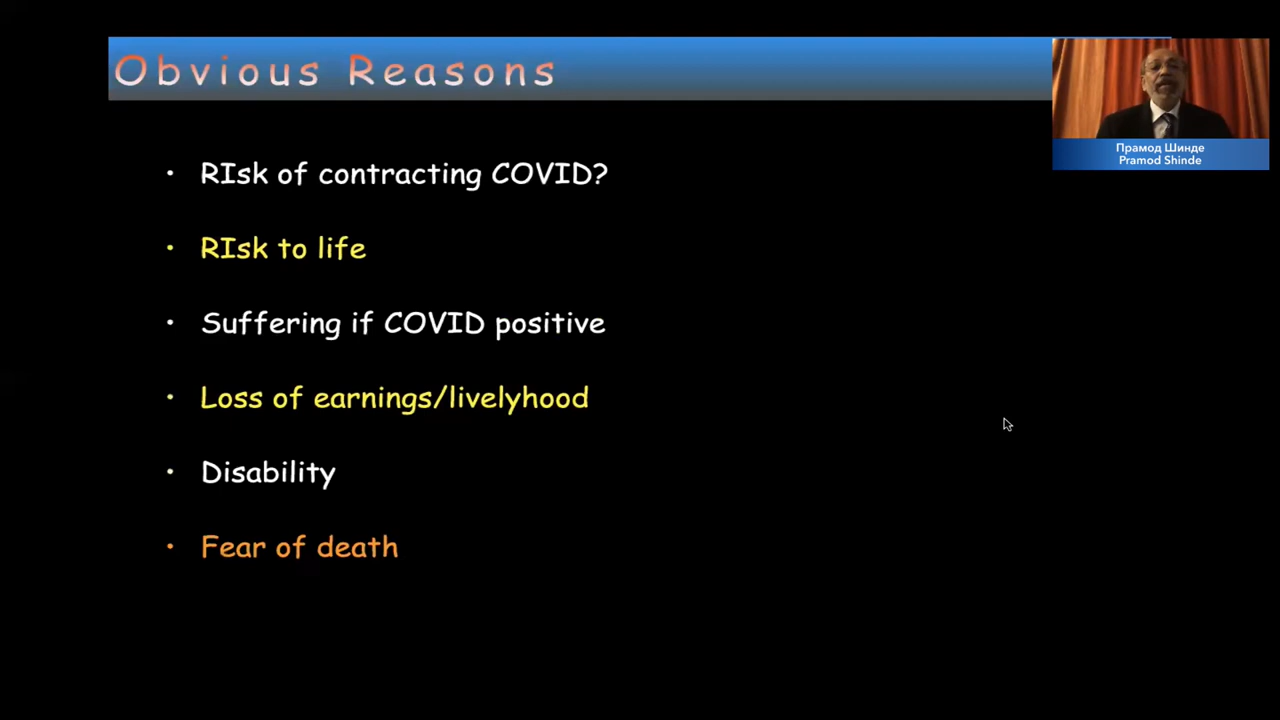 Obvious Reasons
Прамод Шинде
Pramod Shinde
• RIsk of contracting COVID?
• RIsk to life
• Suffering if COVID positive
• Loss of earnings/livelyhood
• Disability
• Fear of death